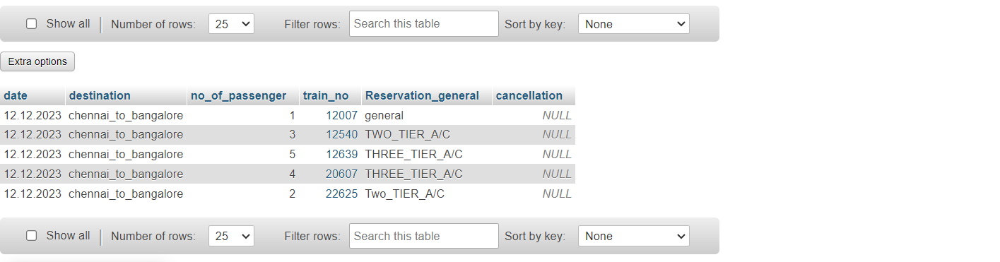 Show all Number of rows: 25 Filter rows: Search this table Sort by key: None
Extra options
date destination no_of_passenger train_no Reservation_general cancellation
12.12.2023 chennai_to_bangalore 1 12007 general NULL
12.12.2023 chennai_to_bangalore 3 12540 TWO_TIER_A/C NULL
12.12.2023 chennai_to_bangalore 5 12639 THREE_TIER_A/C NULL
12.12.2023 chennai_to_bangalore 4 20607 THREE_TIER_A/C NULL
12.12.2023 chennai_to_bangalore 2 22625 Two_TIER_A/C NULL
Show all Number of rows: 25 Filter rows: Search this table Sort by key: None